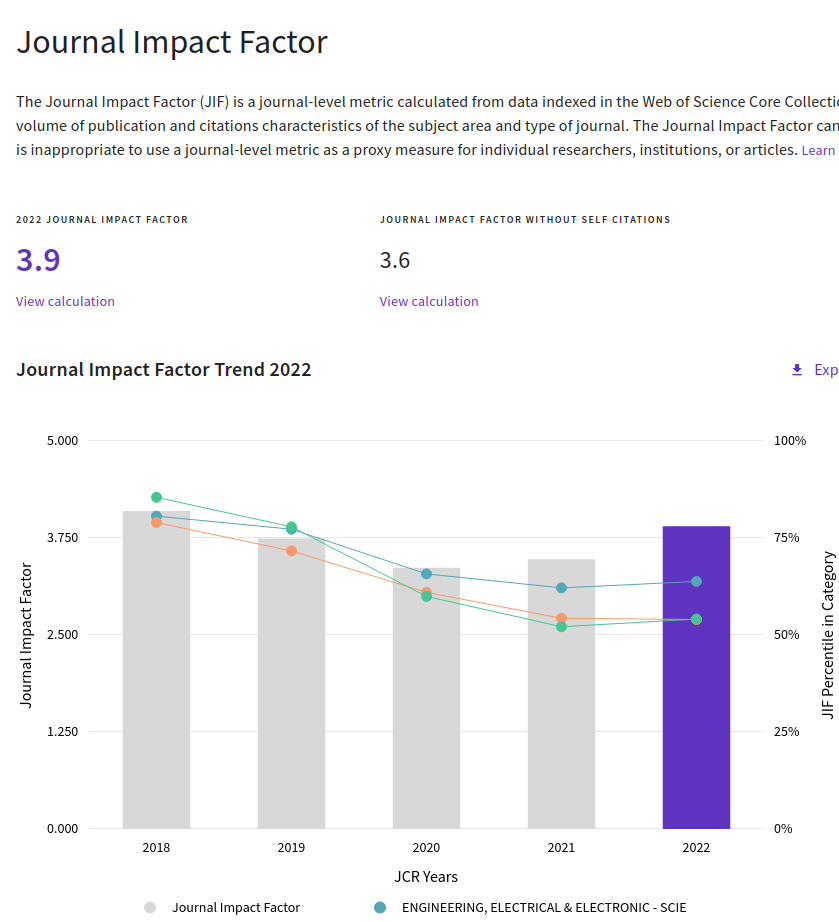 Journal Impact Factor
The Journal Impact Factor (JIF) is a journal-level metric calculated from data indexed in the Web of Science Core
volume of publication and citations characteristics of the subject area and type of journal. The Journal Impact Factor can
is inappropriate to use a journal-level metric as a proxy measure for individual researchers, institutions, or articles. Learn
2022 JOURNAL IMPACT FACTOR
JOURNAL IMPACT FACTOR WITHOUT SELF CITATIONS
3.9
3.6
View calculation
View calculation
Journal Impact Factor Trend 2022
Exp
5.000
100%
3.750
75%
2.500
50%
1.250
25%
0.000
0%
Journal Impact Factor
JIF Percentile in Category
2018
2019
2020
2021
2022
JCR Years
Journal Impact Factor
ENGINEERING, ELECTRICAL & ELECTRONIC - SCIE